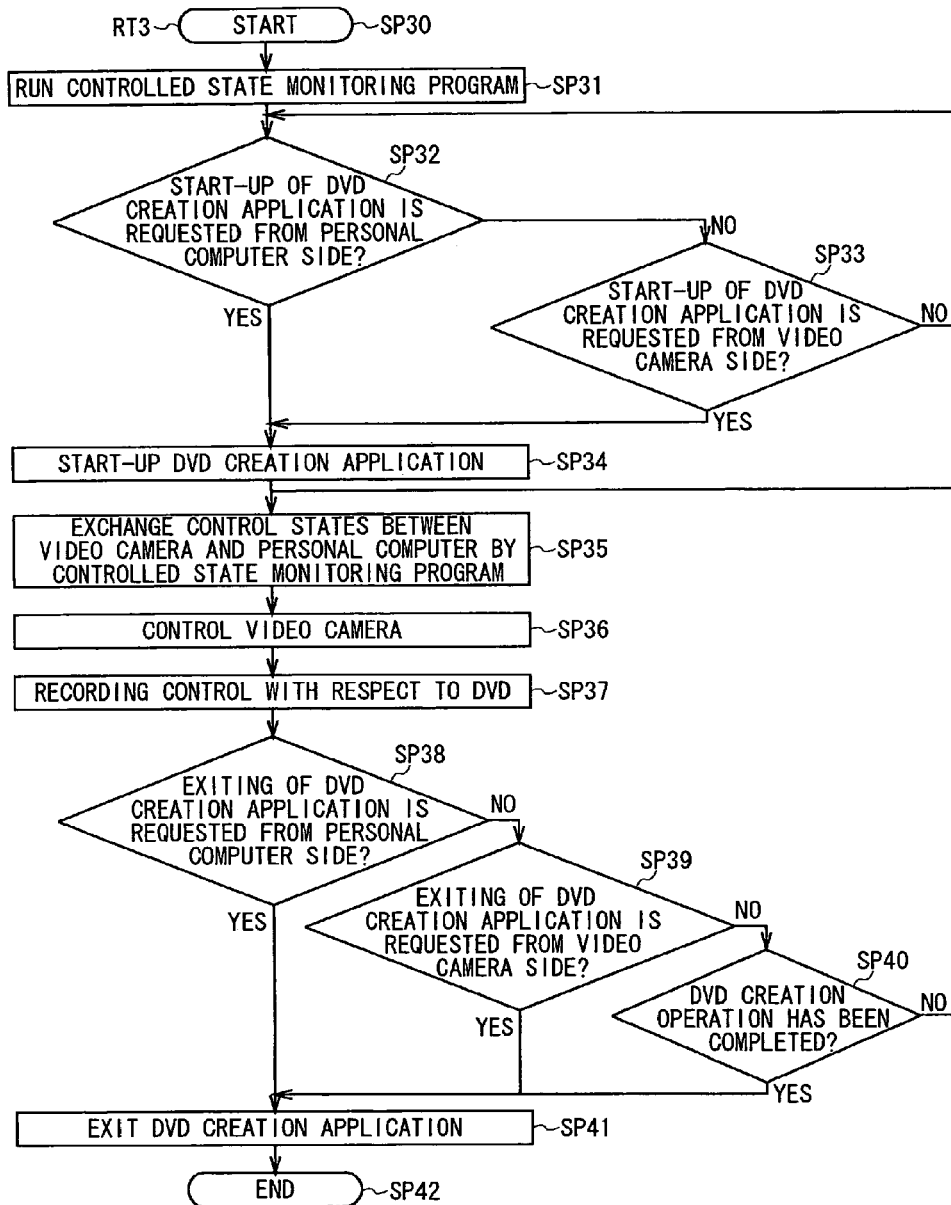 RT3 START SP30
RUN CONTROLLED STATE MONITORING PROGRAM SP31
SP32
START-UP OF DVD
CREATION APPLICATION IS
REQUESTED FROM PERSONAL
COMPUTER SIDE?
NO
YES
SP33
START-UP OF DVD
CREATION APPLICATION IS
REQUESTED FROM VIDEO
CAMERA SIDE?
NO
YES
START-UP DVD CREATION APPLICATION SP34
EXCHANGE CONTROL STATES BETWEEN
VIDEO CAMERA AND PERSONAL COMPUTER BY
CONTROLLED STATE MONITORING PROGRAM
SP35
CONTROL VIDEO CAMERA SP36
RECORDING CONTROL WITH RESPECT TO DVD SP37
SP38
EXITING OF DVD
CREATION APPLICATION IS
REQUESTED FROM PERSONAL
COMPUTER SIDE?
NO
YES
SP39
EXITING OF DVD
CREATION APPLICATION IS
REQUESTED FROM VIDEO
CAMERA SIDE?
NO
YES
SP40
DVD CREATION
OPERATION HAS BEEN
COMPLETED?
NO
YES
EXIT DVD CREATION APPLICATION SP41
END SP42